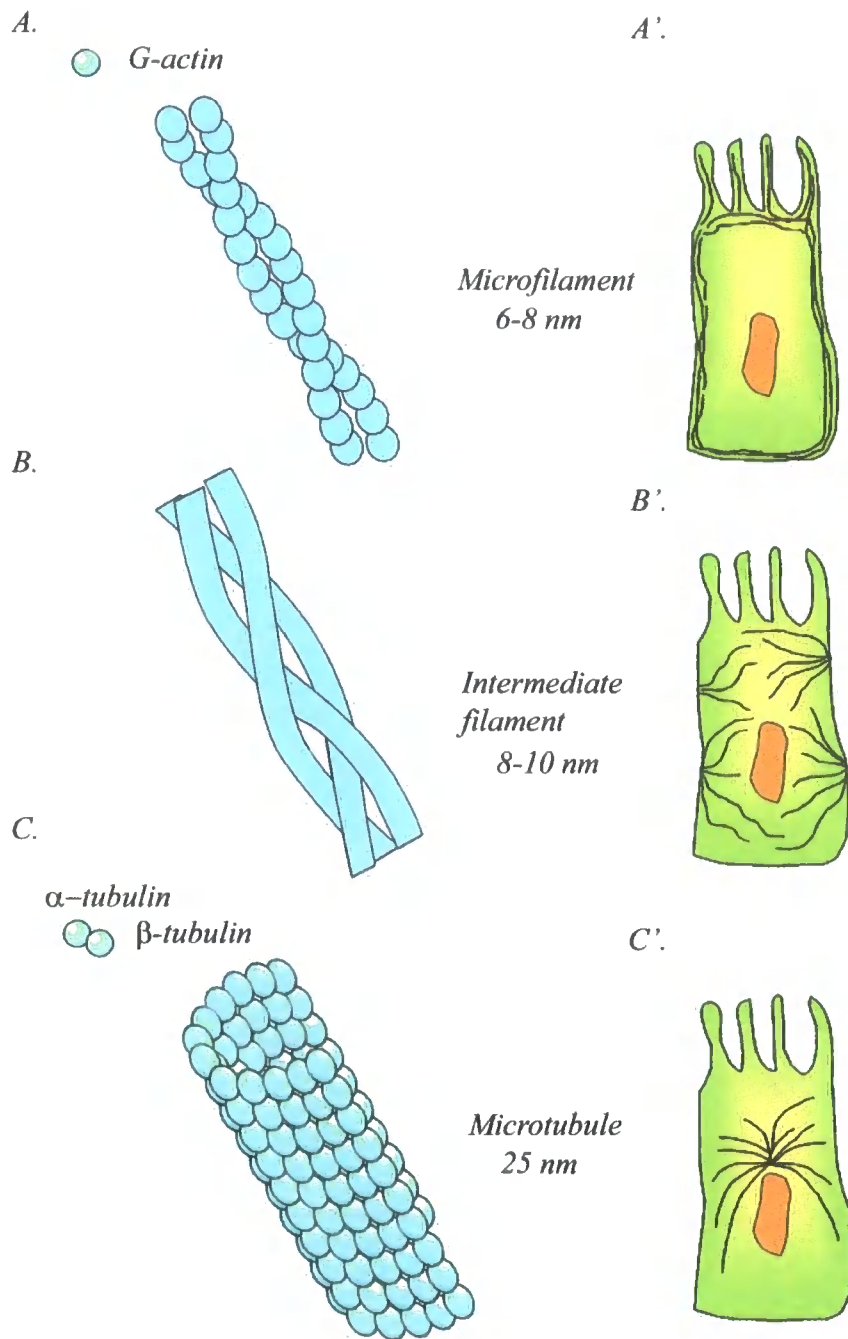 A.
A’.
G-actin
Microfilament
6-8 nm
B.
B’.
Intermediate
filament
8-10 nm
C.
α–tubulin
β-tubulin
C’.
Microtubule
25 nm